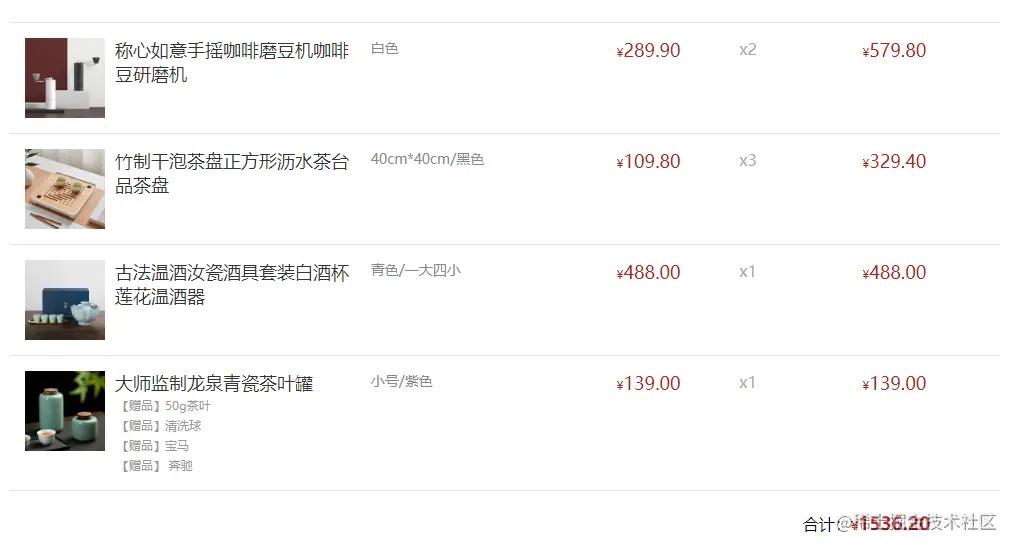 称心如意手摇咖啡磨豆机咖啡 白色 ¥289.90 x2 ¥579.80
豆研磨机
竹制干泡茶盘正方形沥水茶台 40cm*40cm/黑色 ¥109.80 x3 ¥329.40
品茶盘
古法温酒汝瓷酒具套装白酒杯 青色/一大四小 ¥488.00 x1 ¥488.00
莲花温酒器
大师监制龙泉青瓷茶叶罐 小号/紫色 ¥139.00 x1 ¥139.00
【赠品】50g茶叶
【赠品】清洗球
【赠品】宝马
【赠品】 奔驰
合计:¥1536.20
@稀土掘金技术社区